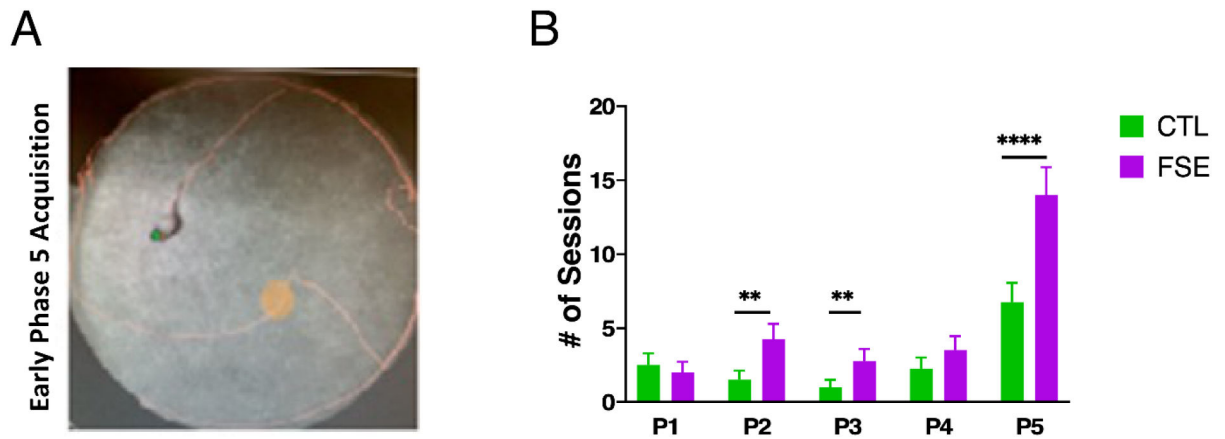 A
Early Phase 5 Acquisition
B
# of Sessions
20
15
10
5
0
**
**
****
P1 P2 P3 P4 P5
CTL
FSE